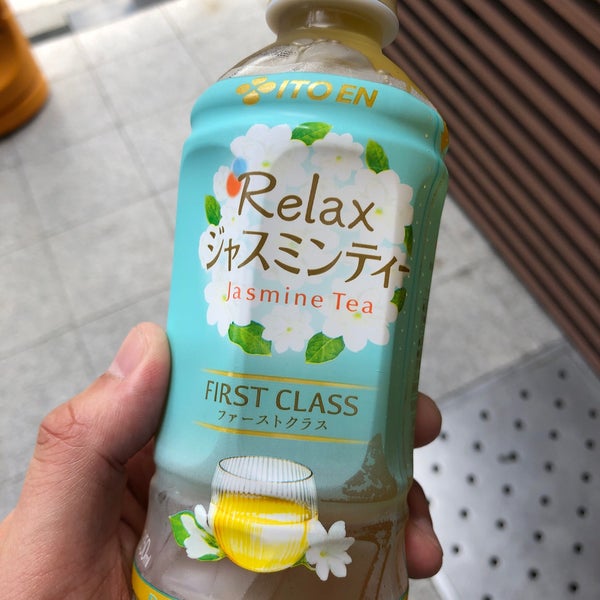 ITO EN
Relax
ジャスミンティー
Jasmine Tea
FIRST CLASS
ファーストクラス